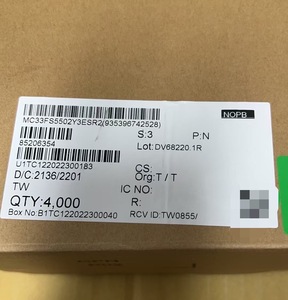 MC33FS5502Y3ESR2(935396742528)
NOPB
S:3 P:N
85206354 Lot:DV68220.1R
U1TC122022300183 CS:
D/C:2136/2201 Org:T / T
TW IC NO:
QTY:4,000 R:
Box No:B1TC122022300040 RCV ID:TW0855/